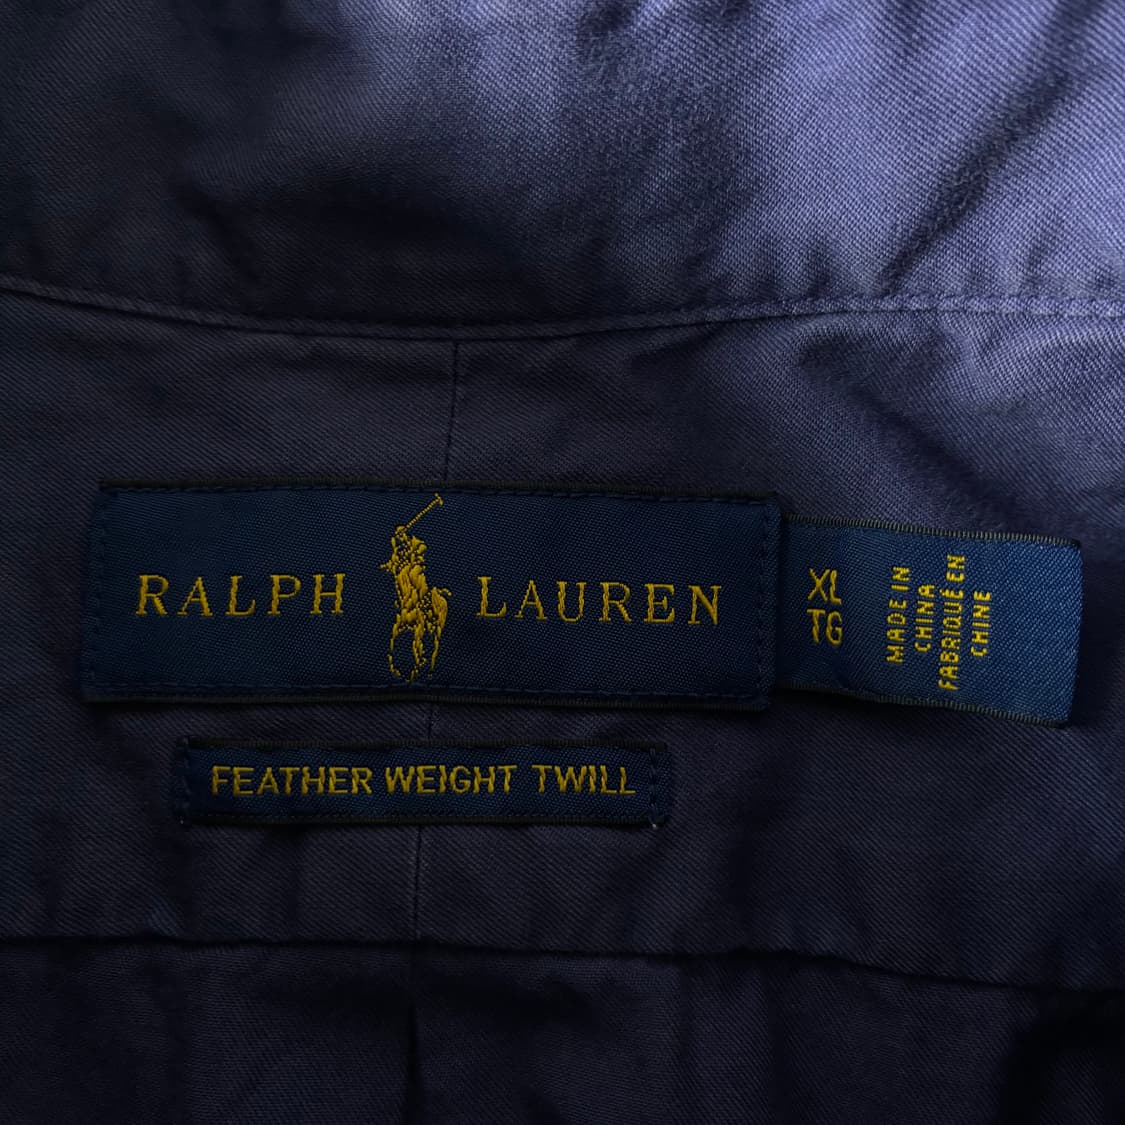 RALPH LAUREN
XL
TG
MADE IN
CHINA
FABRIQUÉ EN
CHINE
FEATHER WEIGHT TWILL